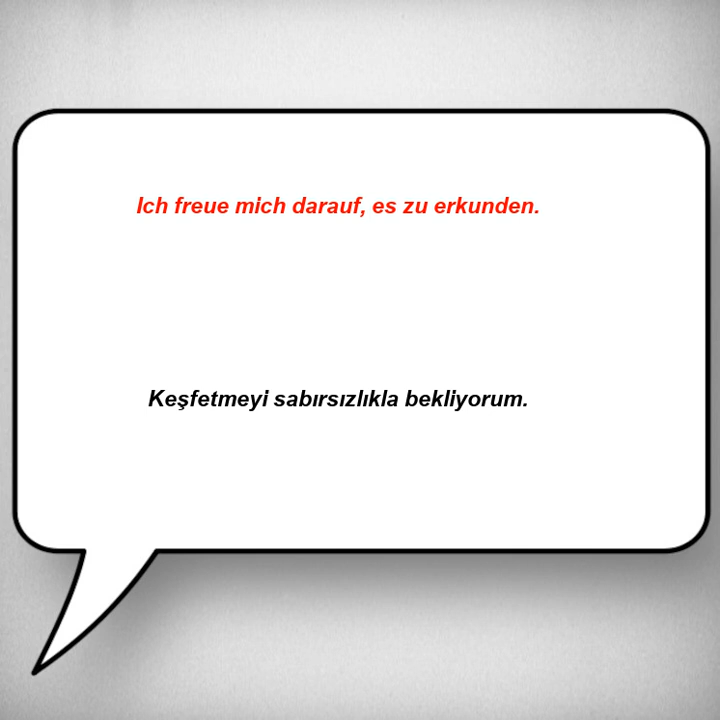 Ich freue mich darauf, es zu erkunden.
Keşfetmeyi sabırsızlıkla bekliyorum.